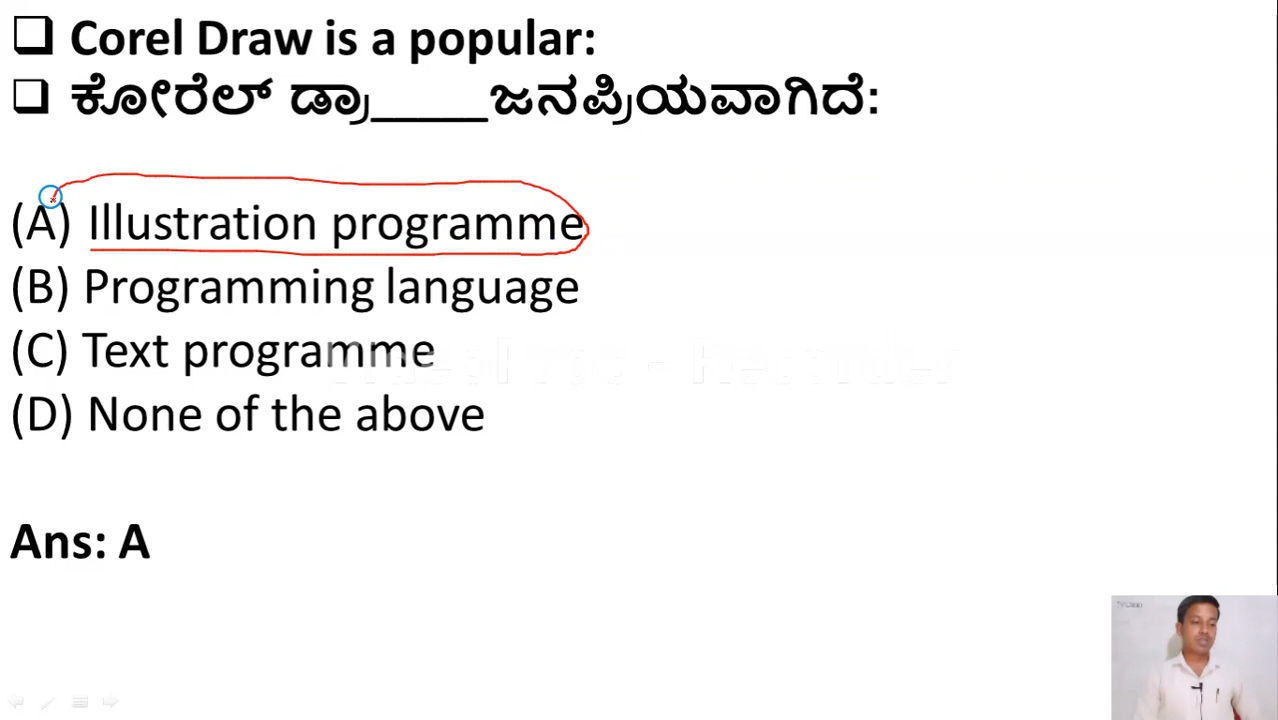 ❑ Corel Draw is a popular:
❑ ಕೋರೆಲ್ ಡ್ರಾ_____ಜನಪ್ರಿಯವಾಗಿದೆ:
(A) Illustration programme
(B) Programming language
(C) Text programme
(D) None of the above
Ans: A